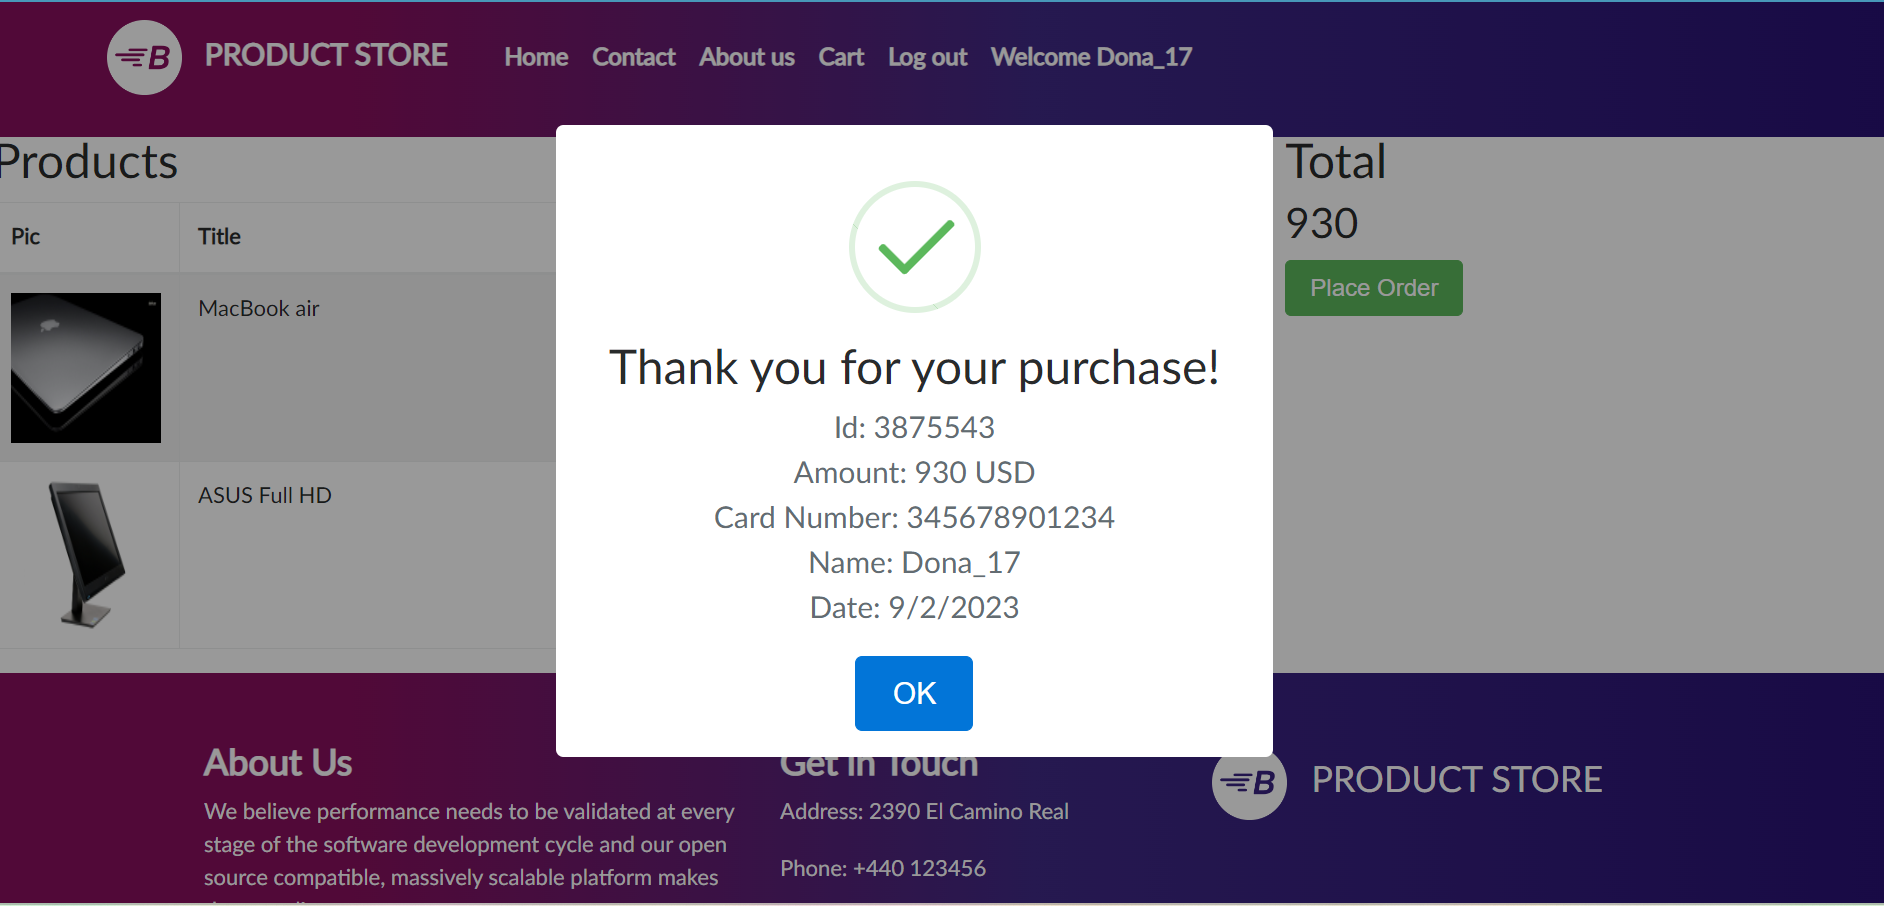 B PRODUCT STORE Home Contact About us Cart Log out Welcome Dona_17
Products
Pic Title
MacBook air
ASUS Full HD
Total
930
Place Order
Thank you for your purchase!
Id: 3875543
Amount: 930 USD
Card Number: 345678901234
Name: Dona_17
Date: 9/2/2023
OK
About Us
We believe performance needs to be validated at every
stage of the software development cycle and our open
source compatible, massively scalable platform makes
Get in Touch
Address: 2390 El Camino Real
Phone: +440 123456
B PRODUCT STORE